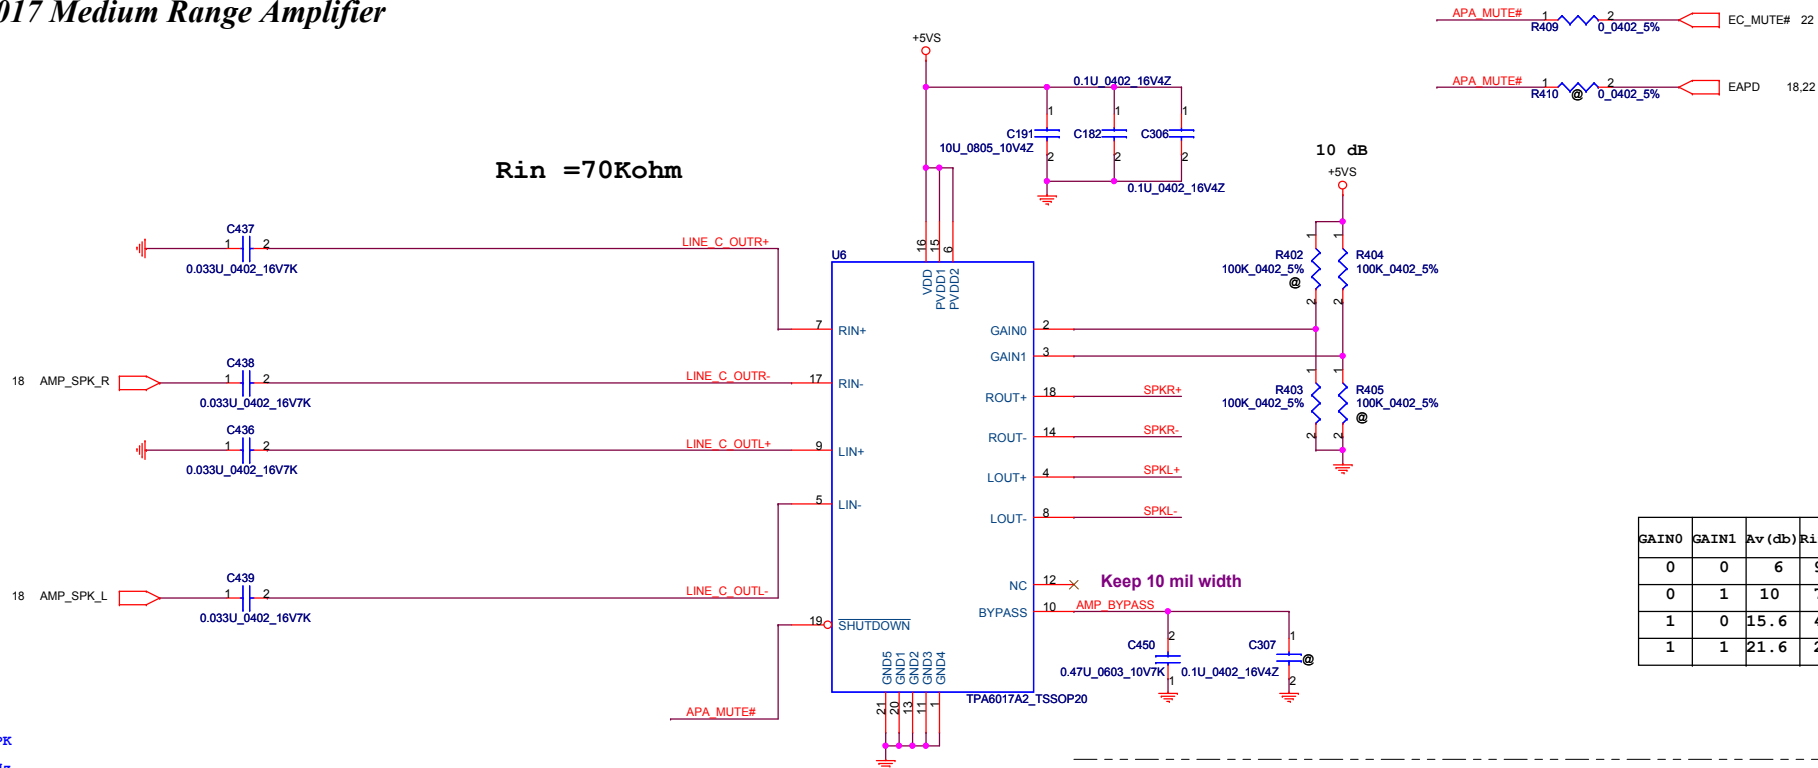 017 Medium Range Amplifier
APA_MUTE# 1 2 EC_MUTE# 22
R409 0_0402_5%
APA_MUTE# 1 2 EAPD 18,22
R410 @ 0_0402_5%
+5VS
0.1U_0402_16V4Z
1 1 1
C191 C182 C306
10U_0805_10V4Z
2 2 2
0.1U_0402_16V4Z
Rin =70Kohm
10 dB
+5VS
1 1
R402 R404
100K_0402_5% 100K_0402_5%
@
2 2
1 1
R403 R405
100K_0402_5% 100K_0402_5%
@
2 2
C437
1 2 LINE_C_OUTR+
0.033U_0402_16V7K
C438
18 AMP_SPK_R 1 2 LINE_C_OUTR-
0.033U_0402_16V7K
C436
1 2 LINE_C_OUTL+
0.033U_0402_16V7K
C439
18 AMP_SPK_L 1 2 LINE_C_OUTL-
0.033U_0402_16V7K
APA_MUTE#
U6
16 15 6
VDD PVDD1 PVDD2
7 RIN+
17 RIN-
9 LIN+
5 LIN-
19 SHUTDOWN
GAIN0 2
GAIN1 3
ROUT+ 18 SPKR+
ROUT- 14 SPKR-
LOUT+ 4 SPKL+
LOUT- 8 SPKL-
NC 12
Keep 10 mil width
BYPASS 10 AMP_BYPASS
GND5 GND1 GND2 GND3 GND4
21 20 13 11 1
TPA6017A2_TSSOP20
2 1
C450 C307
@
0.47U_0603_10V7K 0.1U_0402_16V4Z
1 2
GAIN0 GAIN1 Av(db) Ri
0 0 6 9
0 1 10 7
1 0 15.6 4
1 1 21.6 2
PK